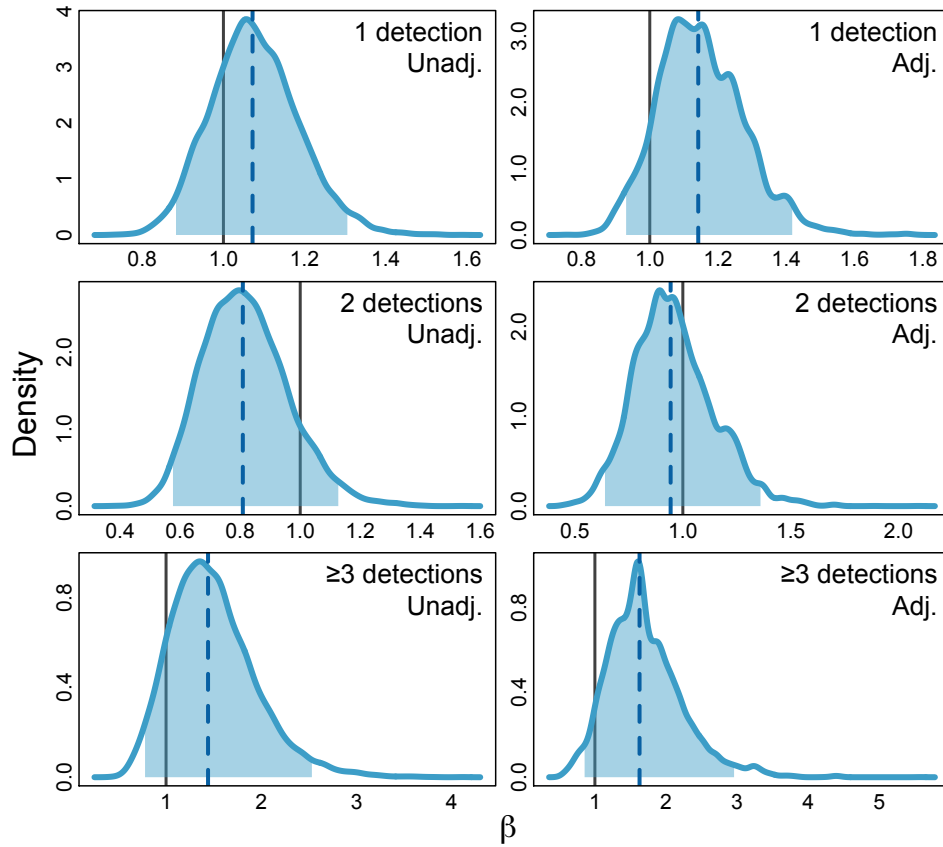 1 detection
Unadj.
0 1 2 3 4
0.8 1.0 1.2 1.4 1.6
1 detection
Adj.
0.0 1.0 2.0 3.0
0.8 1.0 1.2 1.4 1.6 1.8
2 detections
Unadj.
0.0 1.0 2.0
0.4 0.6 0.8 1.0 1.2 1.4 1.6
2 detections
Adj.
0.0 1.0 2.0
0.5 1.0 1.5 2.0
≥3 detections
Unadj.
0.0 0.4 0.8
1 2 3 4
≥3 detections
Adj.
0.0 0.4 0.8
1 2 3 4 5
Density
β